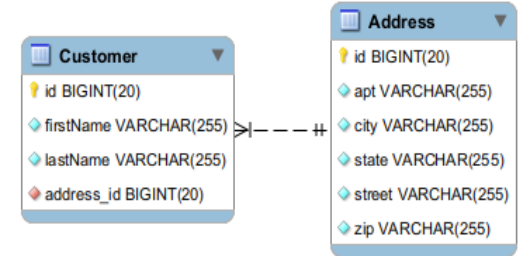 Customer
id BIGINT(20)
firstName VARCHAR(255)
lastName VARCHAR(255)
address_id BIGINT(20)
Address
id BIGINT(20)
apt VARCHAR(255)
city VARCHAR(255)
state VARCHAR(255)
street VARCHAR(255)
zip VARCHAR(255)